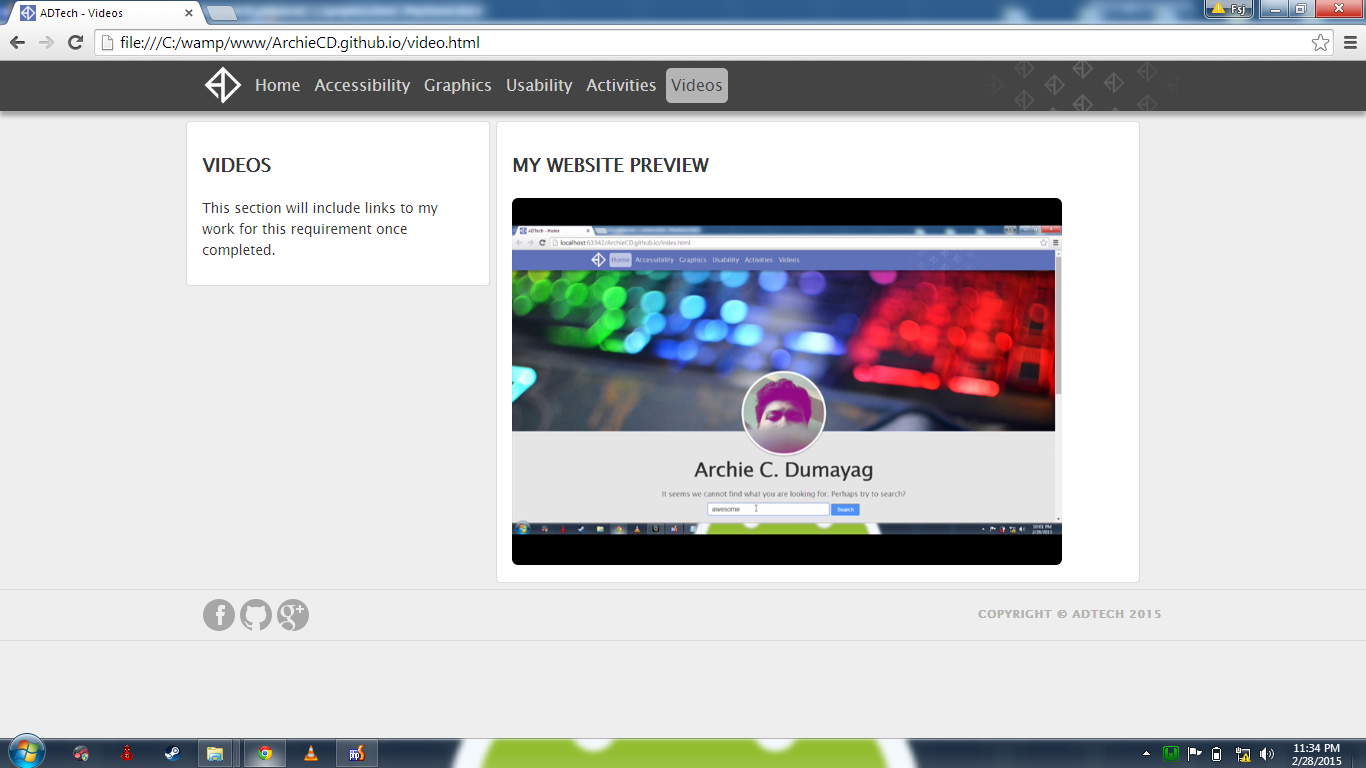 ADTech - Videos
Fsj
file:///C:/wamp/www/ArchieCD.github.io/video.html
Home Accessibility Graphics Usability Activities Videos
VIDEOS
This section will include links to my
work for this requirement once
completed.
MY WEBSITE PREVIEW
ADTech - Home
localhost:63342/ArchieCD.github.io/index.html
Home Accessibility Graphics Usability Activities Videos
Archie C. Dumayag
It seems we cannot find what you are looking for. Perhaps try to search?
awesome Search
10:01 PM
2/28/2015
COPYRIGHT © ADTECH 2015
11:34 PM
2/28/2015